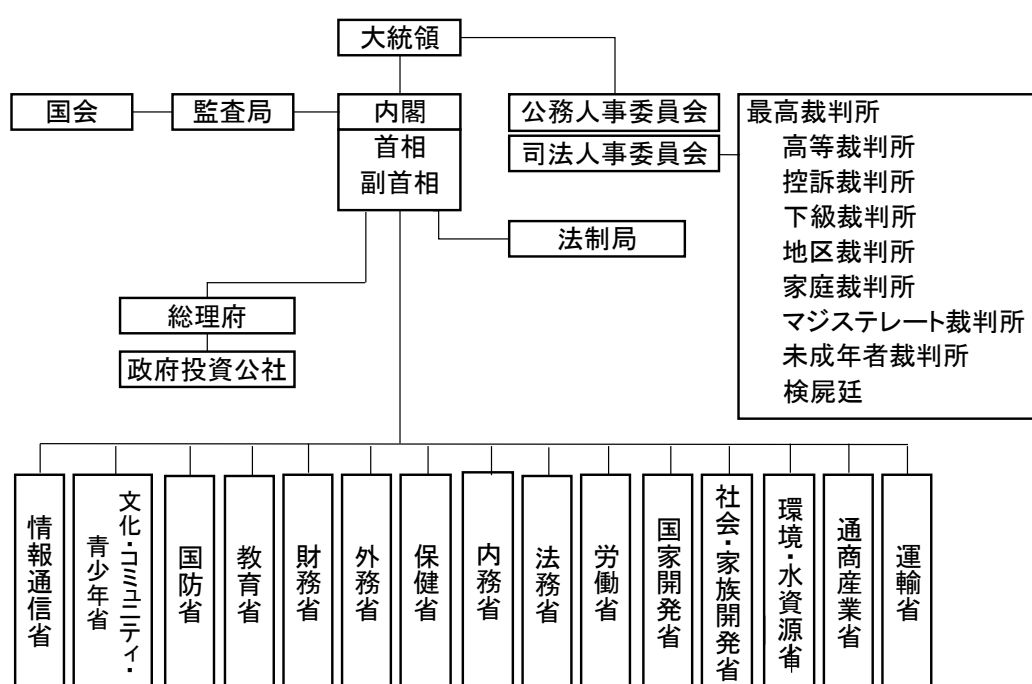 大統領
国会
監査局
内閣
首相
副首相
公務人事委員会
司法人事委員会
最高裁判所
高等裁判所
控訴裁判所
下級裁判所
地区裁判所
家庭裁判所
マジステレート裁判所
未成年者裁判所
検屍廷
法制局
総理府
政府投資公社
情報通信省
文化・コミュニティ・
青少年省
国防省
教育省
財務省
外務省
保健省
内務省
法務省
労働省
国家開発省
社会・家族開発省
環境・水資源省
通商産業省
運輸省